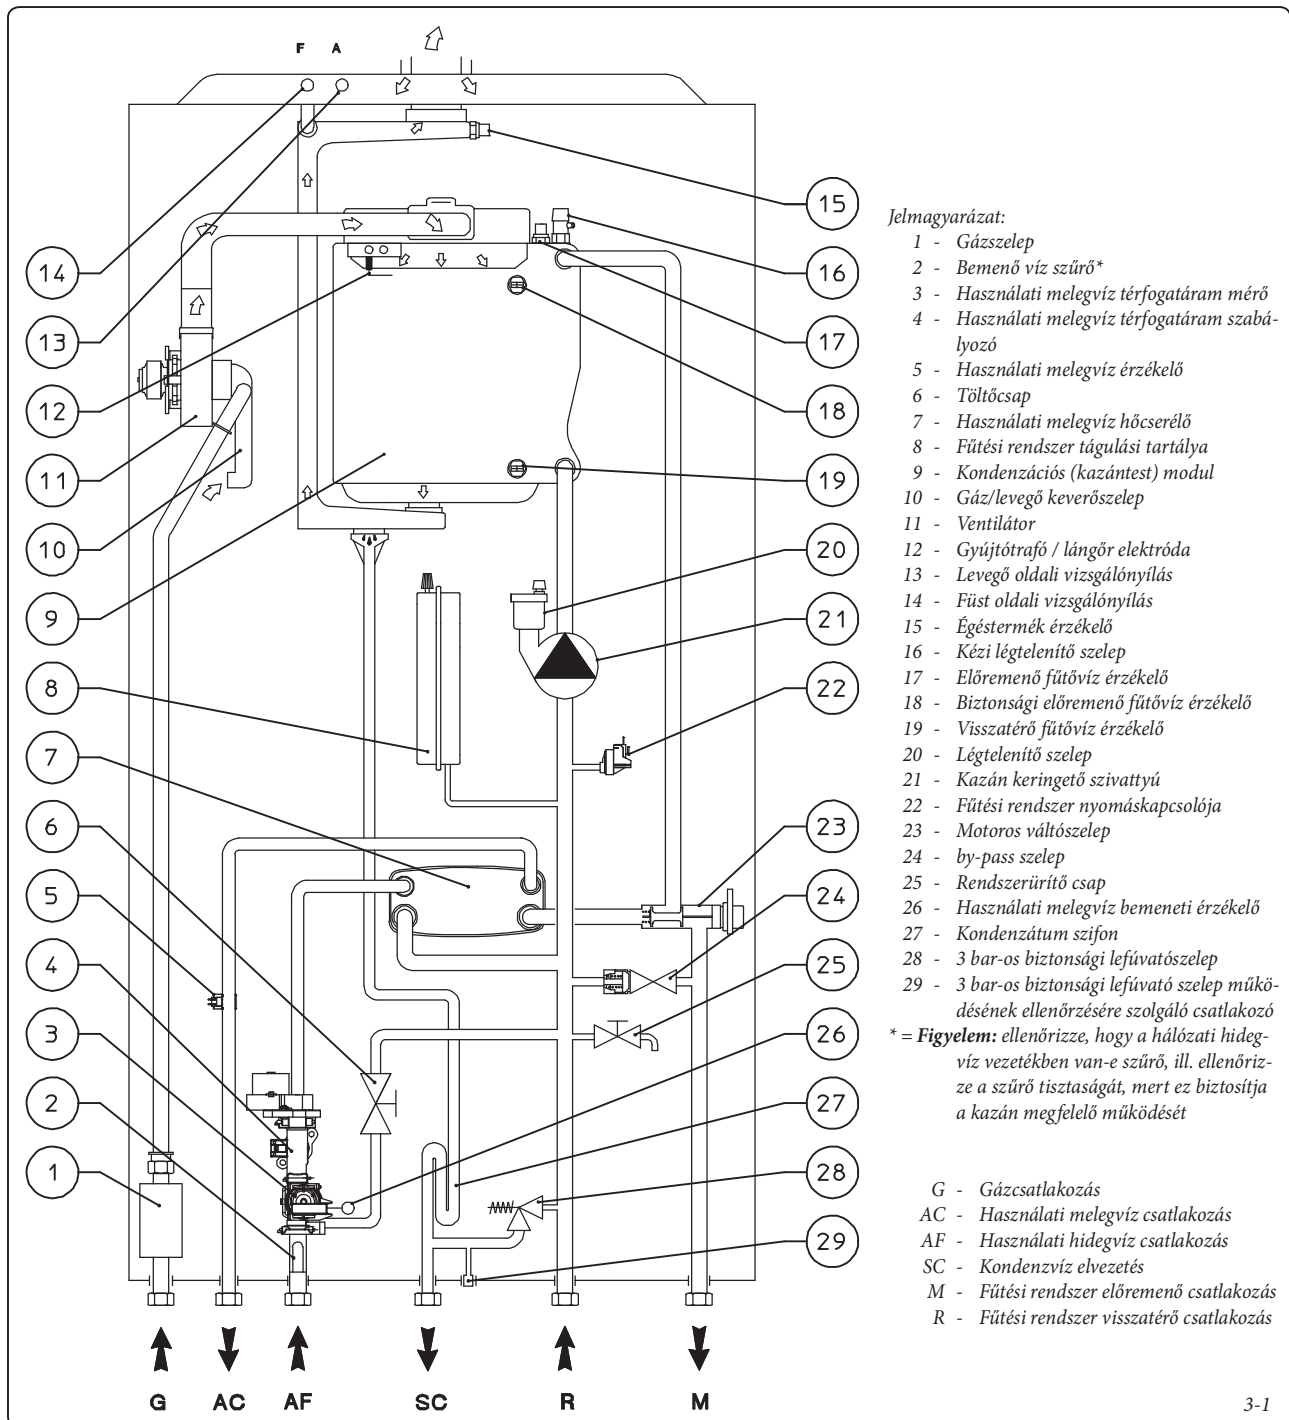 F A
14
13
12
11
10
9
8
7
6
5
4
3
2
1
15
16
17
18
19
20
21
22
23
24
25
26
27
28
29
G AC AF SC R M
Jelmagyarázat:
1 - Gázszelep
2 - Bemenő víz szűrő*
3 - Használati melegvíz térfogatáram mérő
4 - Használati melegvíz térfogatáram szabá-
lyozó
5 - Használati melegvíz érzékelő
6 - Töltőcsap
7 - Használati melegvíz hőcserélő
8 - Fűtési rendszer tágulási tartálya
9 - Kondenzációs (kazántest) modul
10 - Gáz/levegő keverőszelep
11 - Ventilátor
12 - Gyújtótrafó / lángőr elektróda
13 - Levegő oldali vizsgálónyílás
14 - Füst oldali vizsgálónyílás
15 - Égéstermék érzékelő
16 - Kézi légtelenítő szelep
17 - Előremenő fűtővíz érzékelő
18 - Biztonsági előremenő fűtővíz érzékelő
19 - Visszatérő fűtővíz érzékelő
20 - Légtelenítő szelep
21 - Kazán keringető szivattyú
22 - Fűtési rendszer nyomáskapcsolója
23 - Motoros váltószelep
24 - by-pass szelep
25 - Rendszerürítő csap
26 - Használati melegvíz bemeneti érzékelő
27 - Kondenzátum szifon
28 - 3 bar-os biztonsági lefúvatószelep
29 - 3 bar-os biztonsági lefúvató szelep műkö-
désének ellenőrzésére szolgáló csatlakozó
* = Figyelem: ellenőrizze, hogy a hálózati hideg-
víz vezetékben van-e szűrő, ill. ellenőriz-
ze a szűrő tisztaságát, mert ez biztosítja
a kazán megfelelő működését
G - Gázcsatlakozás
AC - Használati melegvíz csatlakozás
AF - Használati hidegvíz csatlakozás
SC - Kondenzvíz elvezetés
M - Fűtési rendszer előremenő csatlakozás
R - Fűtési rendszer visszatérő csatlakozás
3-1